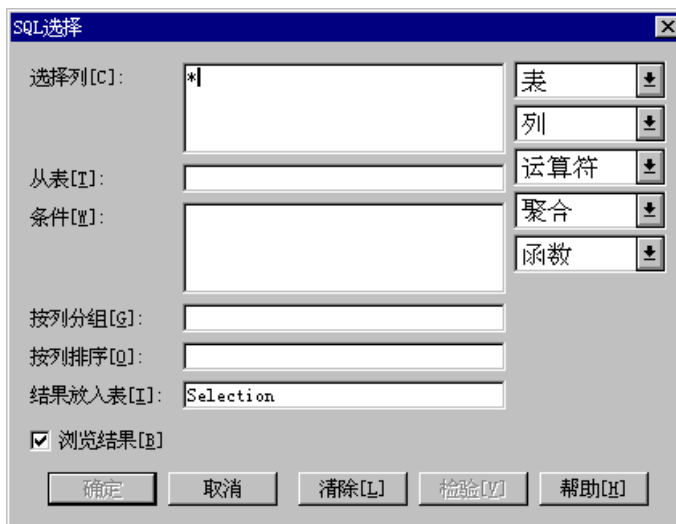 SQL选择
选择列[C]:
*
表
列
从表[T]:
运算符
条件[W]:
聚合
函数
按列分组[G]:
按列排序[O]:
结果放入表[I]:
Selection
浏览结果[B]
确定
取消
清除[L]
检验[V]
帮助[H]